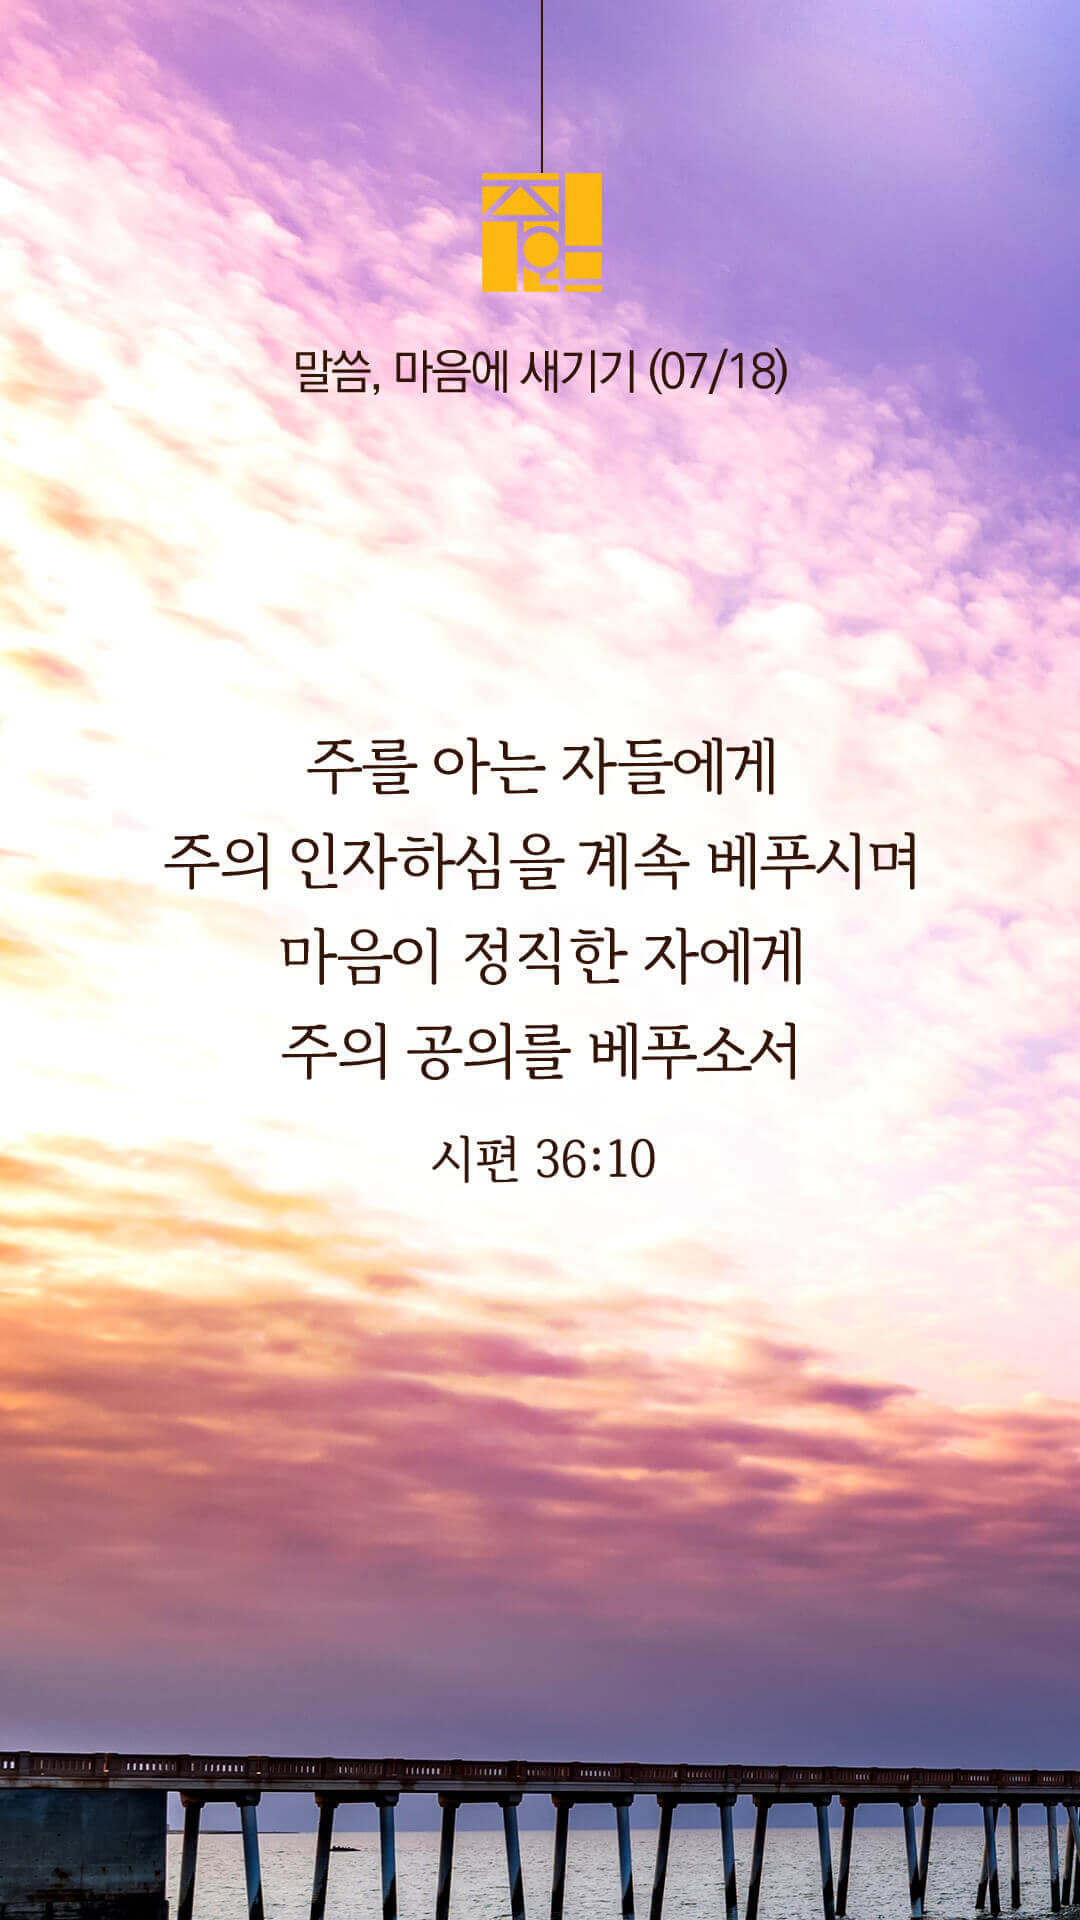 말씀, 마음에 새기기 (07/18)
주를 아는 자들에게
주의 인자하심을 계속 베푸시며
마음이 정직한 자에게
주의 공의를 베푸소서
시편 36:10